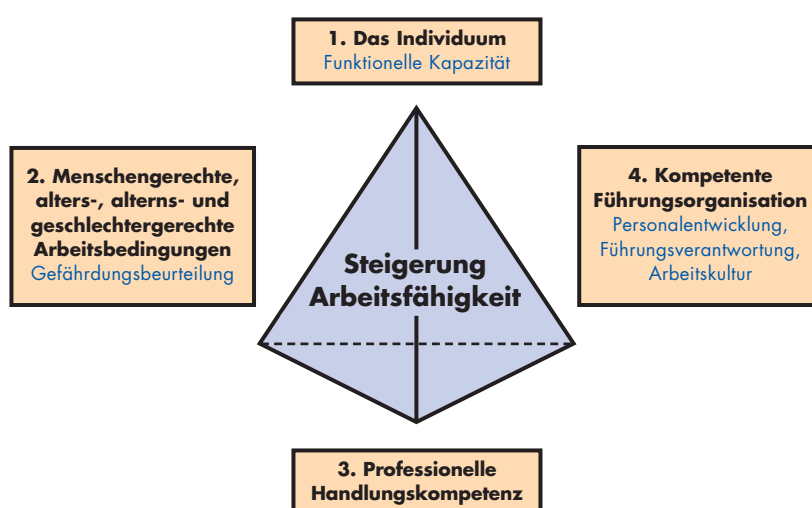 1. Das Individuum
Funktionelle Kapazität
2. Menschengerechte,
alters-, alterns- und
geschlechtergerechte
Arbeitsbedingungen
Gefährdungsbeurteilung
4. Kompetente
Führungsorganisation
Personalentwicklung,
Führungsverantwortung,
Arbeitskultur
Steigerung
Arbeitsfähigkeit
3. Professionelle
Handlungskompetenz